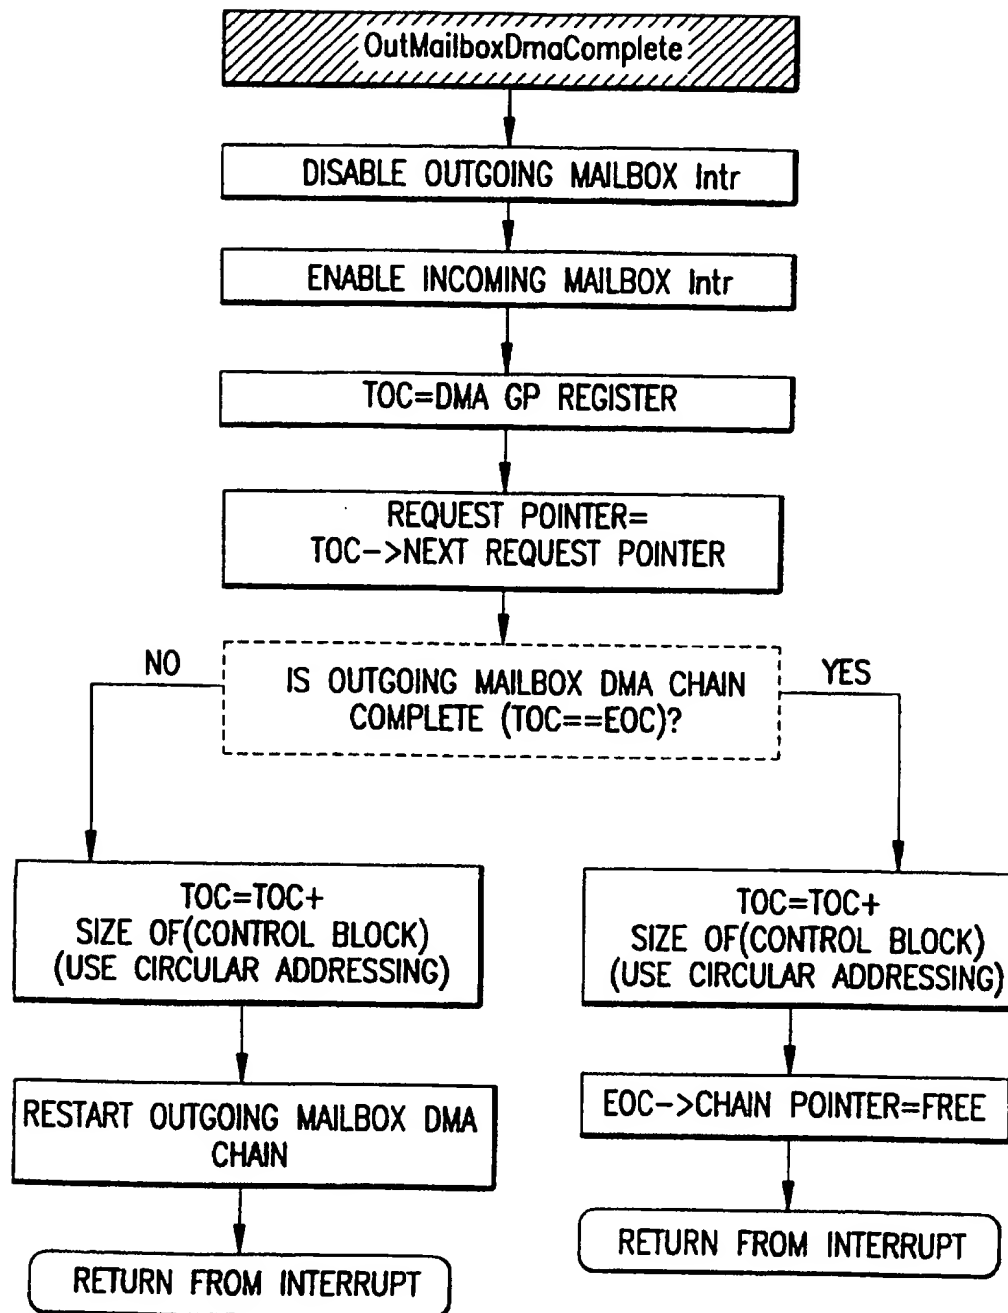 OutMailboxDmaComplete
DISABLE OUTGOING MAILBOX Intr
ENABLE INCOMING MAILBOX Intr
TOC=DMA GP REGISTER
REQUEST POINTER=
TOC->NEXT REQUEST POINTER
NO
IS OUTGOING MAILBOX DMA CHAIN
COMPLETE (TOC==EOC)?
YES
TOC=TOC+
SIZE OF(CONTROL BLOCK)
(USE CIRCULAR ADDRESSING)
RESTART OUTGOING MAILBOX DMA
CHAIN
RETURN FROM INTERRUPT
TOC=TOC+
SIZE OF(CONTROL BLOCK)
(USE CIRCULAR ADDRESSING)
EOC->CHAIN POINTER=FREE
RETURN FROM INTERRUPT